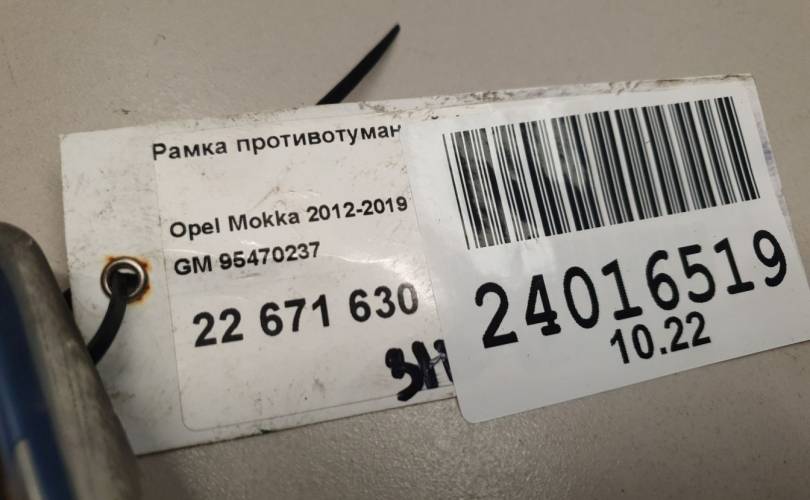 Рамка противотуман
Opel Mokka 2012-2019
GM 95470237
22 671 630
24016519
10.22